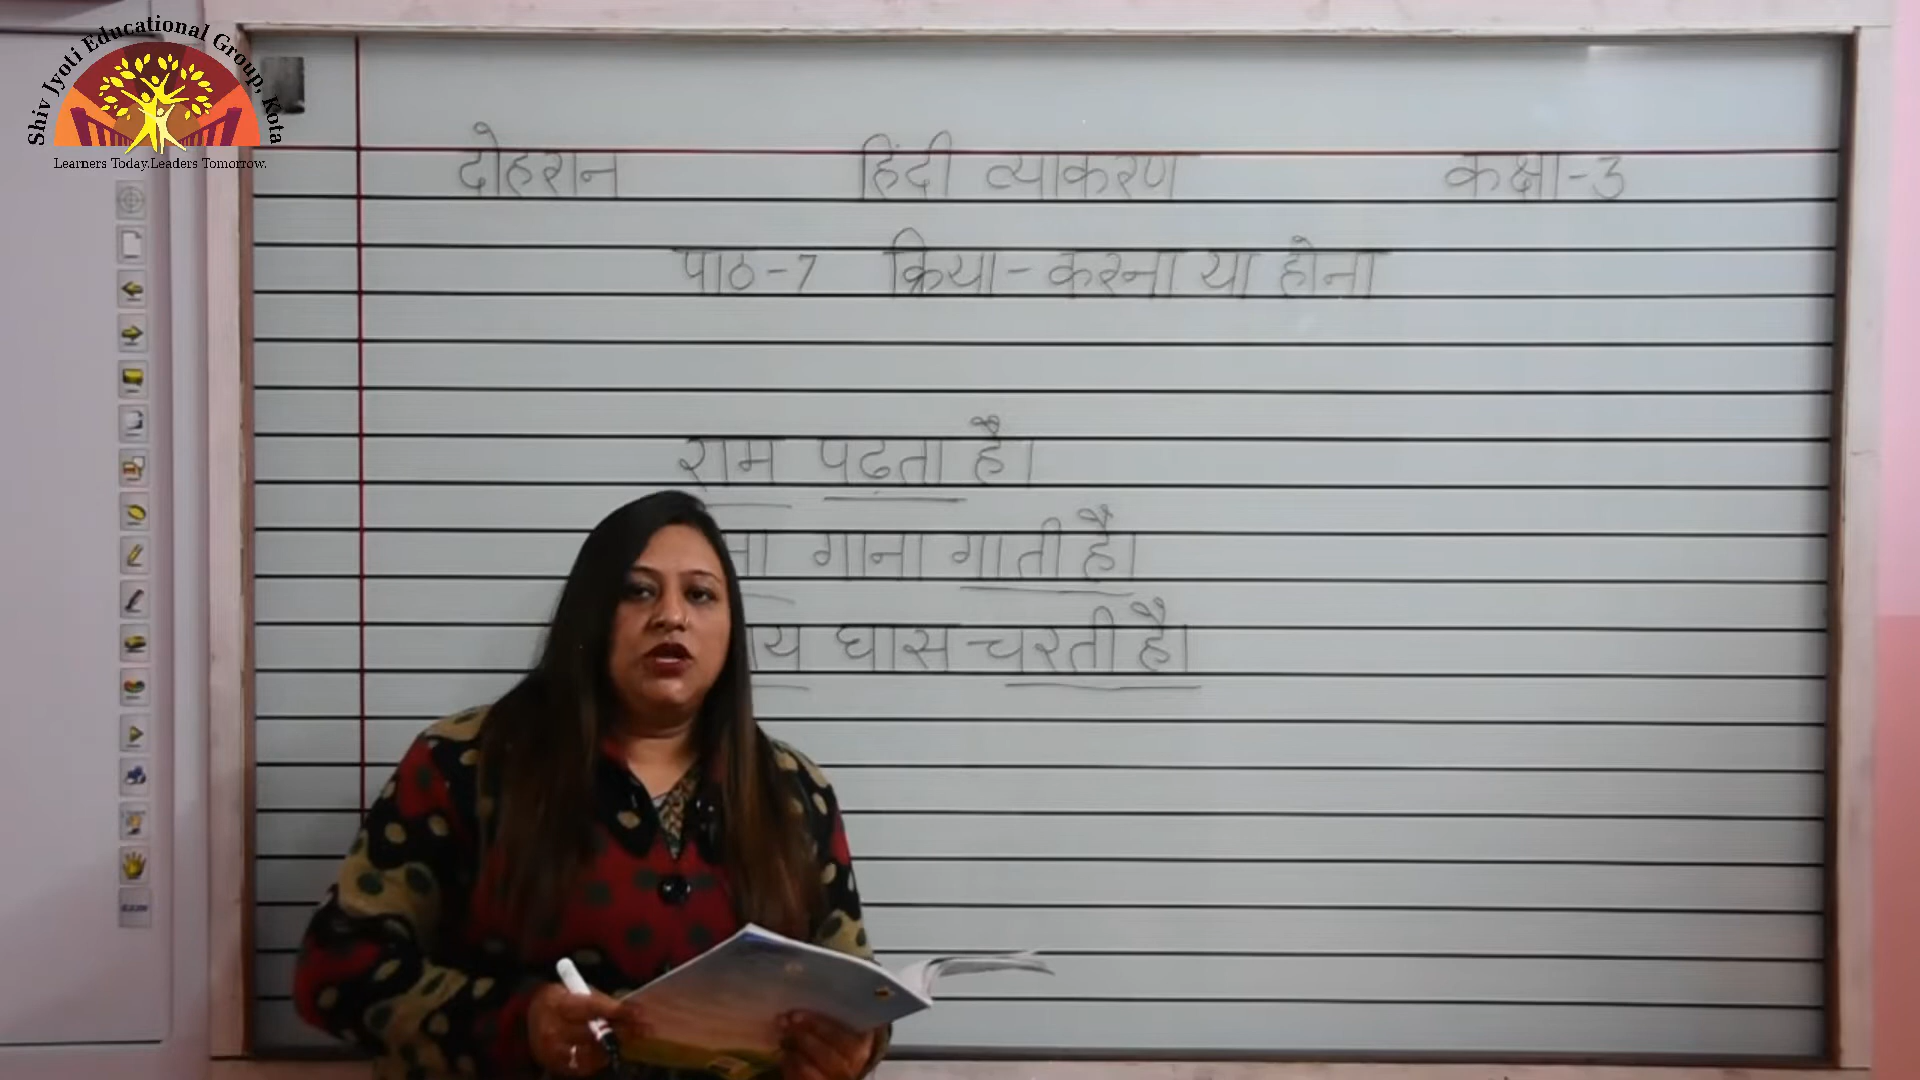 Shiv Jyoti Educational Group, Kota
Learners Today.Leaders Tomorrow.
दोहरान हिंदी व्याकरण कक्षा-3
पाठ-7 क्रिया-करना या होना
राम पढ़ता है।
गाना गाती है।
घास चरती है।